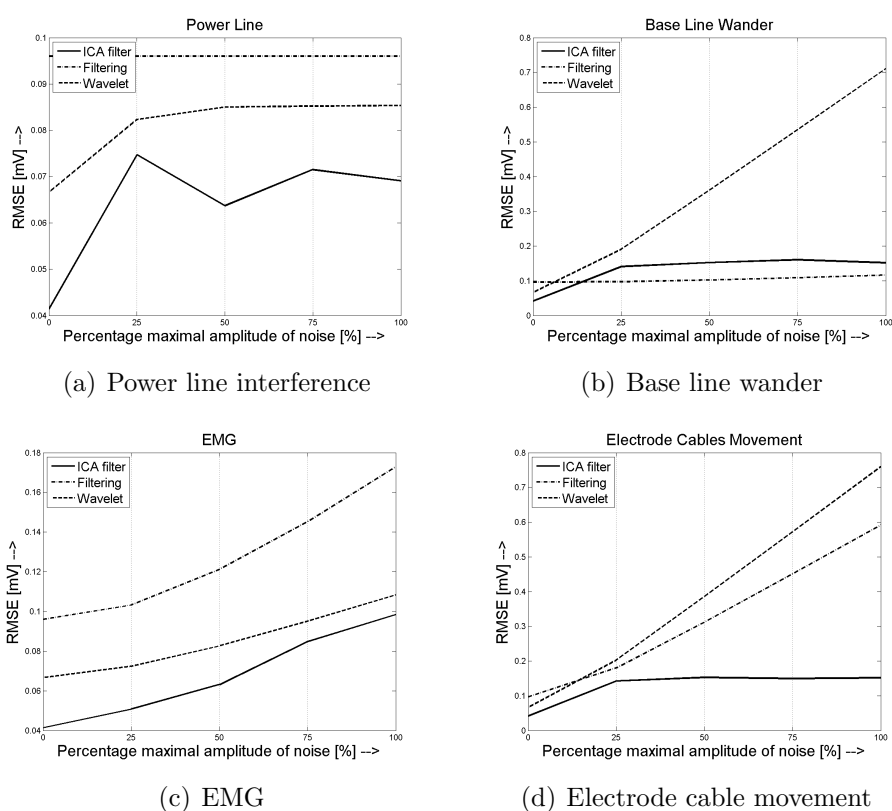 Power Line
0.1
0.09
0.08
0.07
0.06
0.05
0.04
RMSE [mV] -->
ICA filter
Filtering
Wavelet
0 25 50 75 100
Percentage maximal amplitude of noise [%] -->
(a) Power line interference
Base Line Wander
0.8
0.7
0.6
0.5
0.4
0.3
0.2
0.1
0
RMSE [mV] -->
ICA filter
Filtering
Wavelet
0 25 50 75 100
Percentage maximal amplitude of noise [%] -->
(b) Base line wander
EMG
0.18
0.16
0.14
0.12
0.1
0.08
0.06
0.04
RMSE [mV] -->
ICA filter
Filtering
Wavelet
0 25 50 75 100
Percentage maximal amplitude of noise [%] -->
(c) EMG
Electrode Cables Movement
0.8
0.7
0.6
0.5
0.4
0.3
0.2
0.1
0
RMSE [mV] -->
ICA filter
Filtering
Wavelet
0 25 50 75 100
Percentage maximal amplitude of noise [%] -->
(d) Electrode cable movement